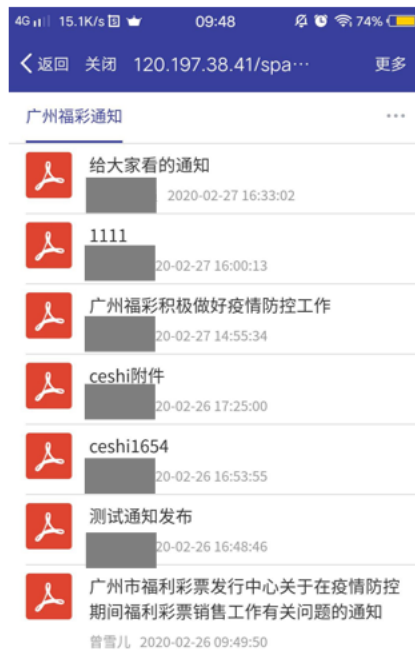 4G 15.1K/s 09:48 74%
返回 关闭 120.197.38.41/spa… 更多
广州福彩通知 …
给大家看的通知
2020-02-27 16:33:02
1111
20-02-27 16:00:13
广州福彩积极做好疫情防控工作
20-02-27 14:55:34
ceshi附件
20-02-26 17:25:00
ceshi1654
20-02-26 16:53:55
测试通知发布
20-02-26 16:48:46
广州市福利彩票发行中心关于在疫情防控
期间福利彩票销售工作有关问题的通知
曾雪儿 2020-02-26 09:49:50